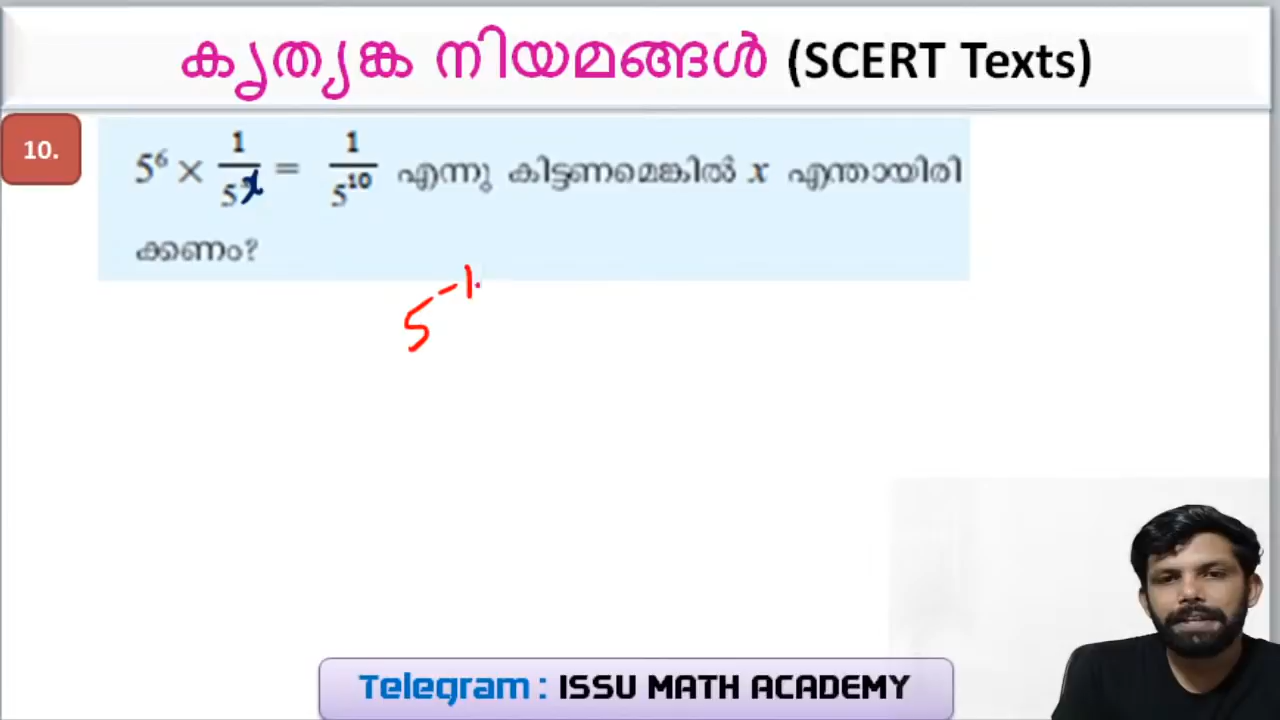 കൃത്യങ്ക നിയമങ്ങൾ (SCERT Texts)
10.
5⁶ × 1/5ˣ = 1/5¹⁰ എന്നു കിട്ടണമെങ്കിൽ x എന്തായിരി
ക്കണം?
5⁻¹
Telegram : ISSU MATH ACADEMY